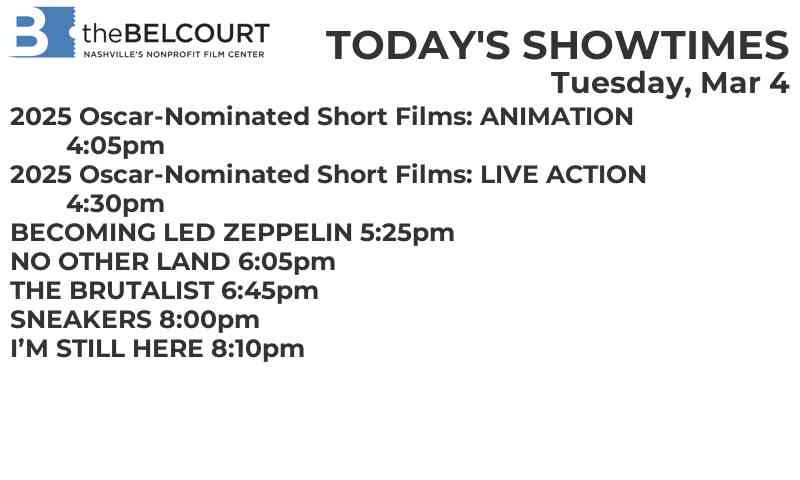 B theBELCOURT
NASHVILLE'S NONPROFIT FILM CENTER
TODAY'S SHOWTIMES
Tuesday, Mar 4
2025 Oscar-Nominated Short Films: ANIMATION
4:05pm
2025 Oscar-Nominated Short Films: LIVE ACTION
4:30pm
BECOMING LED ZEPPELIN 5:25pm
NO OTHER LAND 6:05pm
THE BRUTALIST 6:45pm
SNEAKERS 8:00pm
I’M STILL HERE 8:10pm